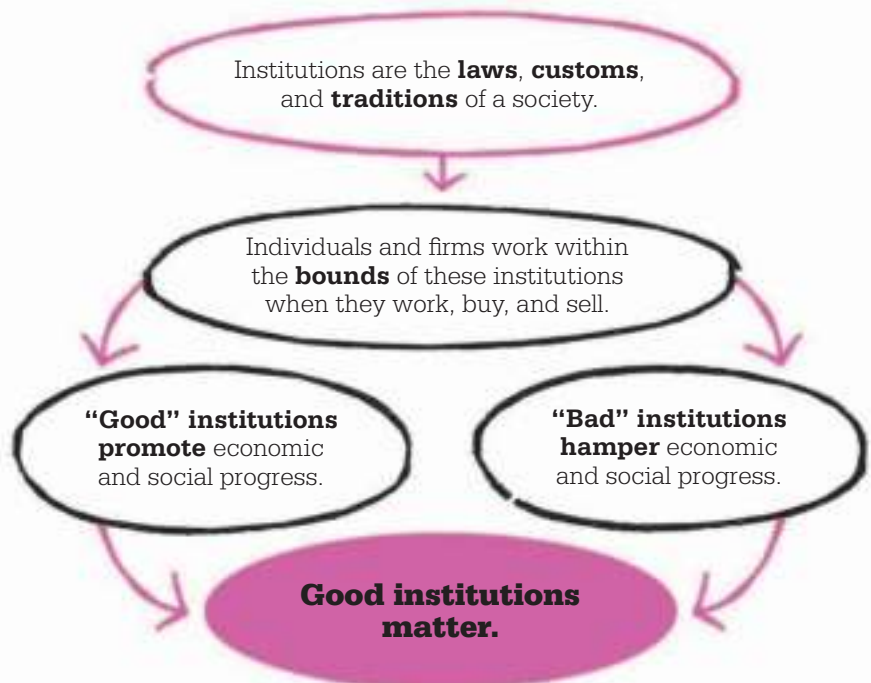 Institutions are the laws, customs,
and traditions of a society.
Individuals and firms work within
the bounds of these institutions
when they work, buy, and sell.
“Good” institutions
promote economic
and social progress.
“Bad” institutions
hamper economic
and social progress.
Good institutions
matter.